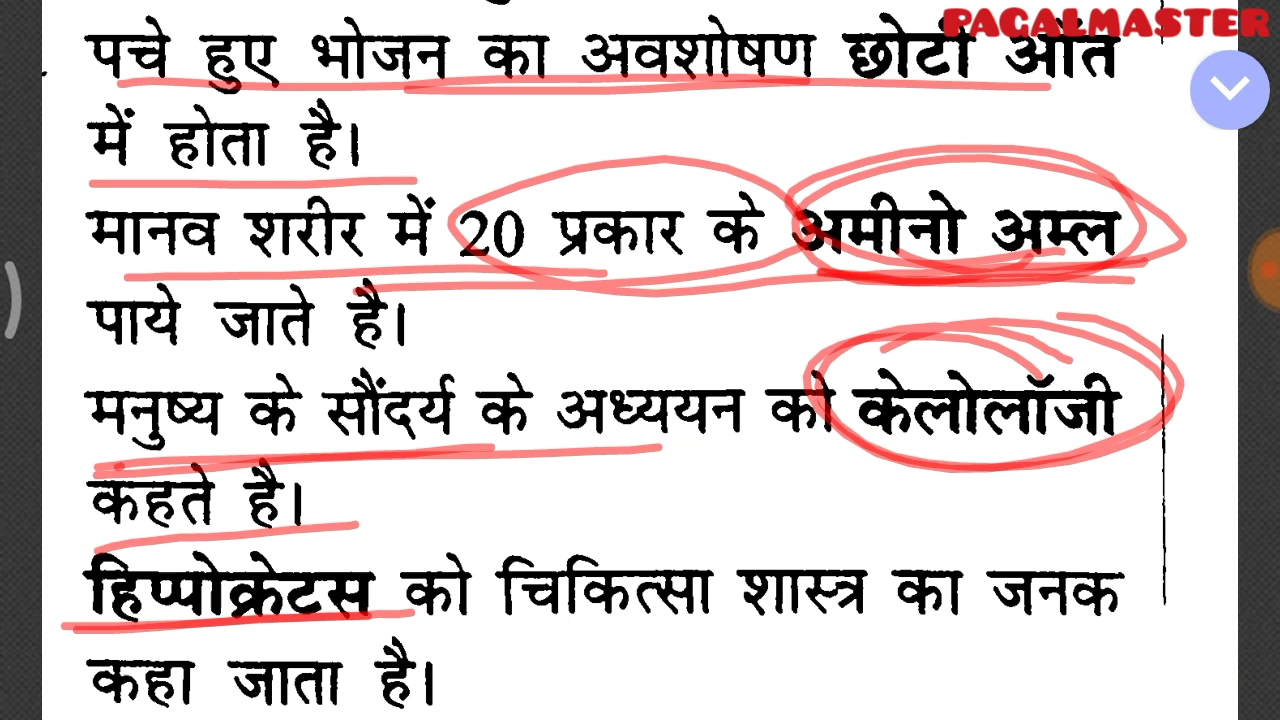 PAGALMASTER
पचे हुए भोजन का अवशोषण छोटी आँत
में होता है।
मानव शरीर में 20 प्रकार के अमीनो अम्ल
पाये जाते है।
मनुष्य के सौंदर्य के अध्ययन को केलोलॉजी
कहते है।
हिप्पोक्रेटस को चिकित्सा शास्त्र का जनक
कहा जाता है।